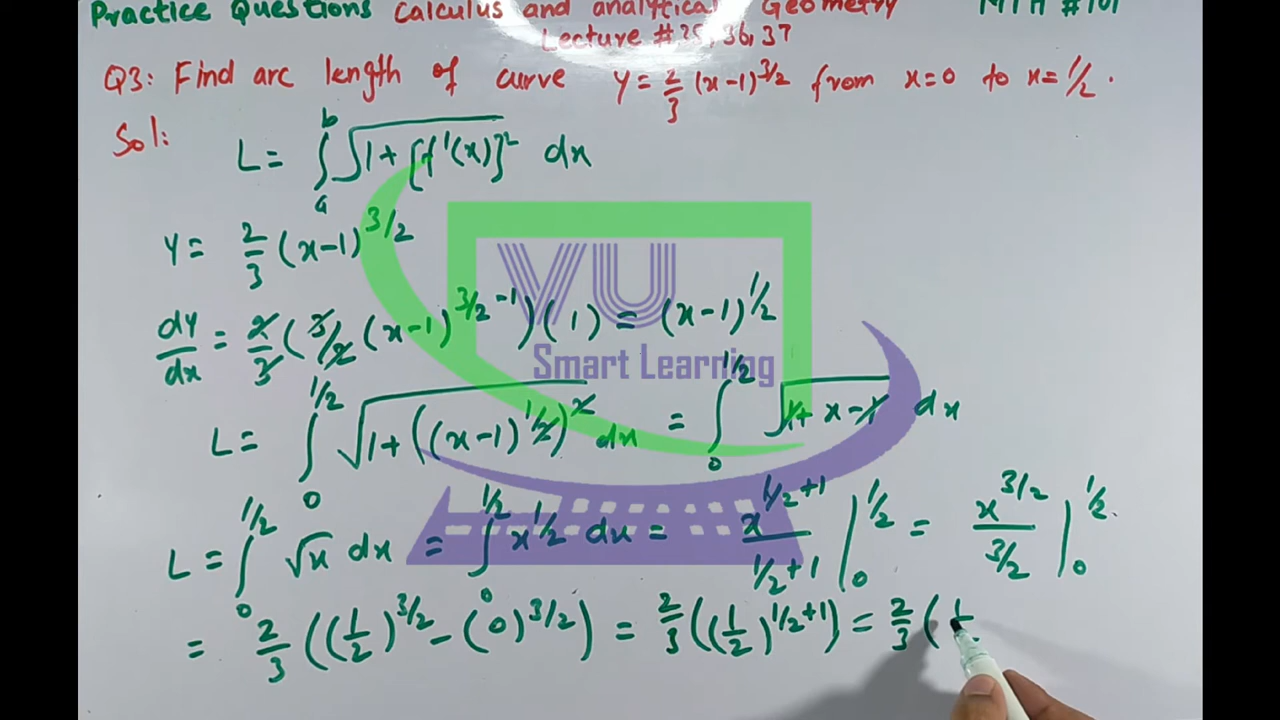 Practice Questions Calculus and analytical Geometry MTH #101
Lecture #35,36,37
Q3: Find arc length of curve Y = 2/3 (x-1)^3/2 from x=0 to x=1/2.
Sol:
L = ∫_a^b √(1+[f'(x)]^2) dx
Y = 2/3 (x-1)^3/2
VU
dy/dx = 2/3 (3/2 (x-1)^(3/2-1)) (1) = (x-1)^1/2
Smart Learning
L = ∫_0^1/2 √(1+((x-1)^1/2)^2) dx = ∫_0^1/2 √(1+x-1) dx
L = ∫_0^1/2 √x dx = ∫_0^1/2 x^1/2 dx = x^(1/2+1)/(1/2+1) |_0^1/2 = x^3/2/(3/2) |_0^1/2.
= 2/3 ((1/2)^3/2 - (0)^3/2) = 2/3 ((1/2)^(1/2+1)) = 2/3 (1/2